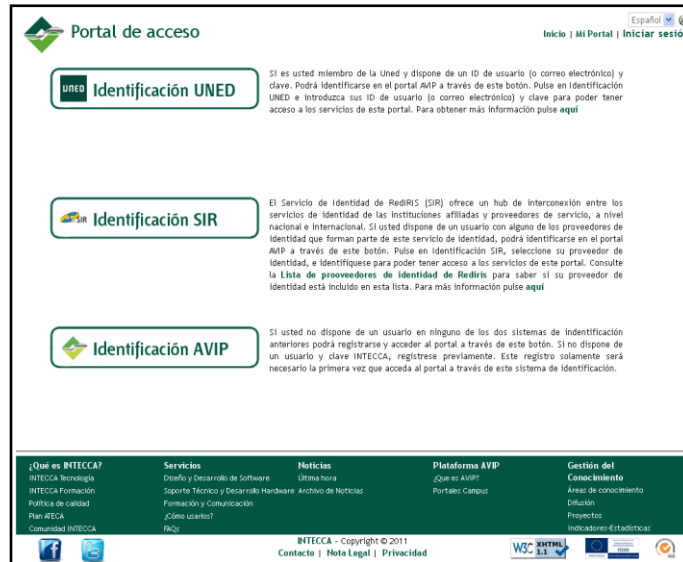 Portal de acceso
Español
Inicio | Mi Portal | Iniciar sesió
UNED Identificación UNED
Si es usted miembro de la Uned y dispone de un ID de usuario (o correo electrónico) y
clave. Podrá identificarse en el portal AVIP a través de este botón. Pulse en Identificación
UNED e introduzca sus ID de usuario (o correo electrónico) y clave para poder tener
acceso a los servicios de este portal. Para obtener más información pulse aquí
SIR Identificación SIR
El Servicio de Identidad de RedIRIS (SIR) ofrece un hub de interconexión entre los
servicios de identidad de las instituciones afiliadas y proveedores de servicio, a nivel
nacional e internacional. Si usted dispone de un usuario con alguno de los proveedores de
identidad que forman parte de este servicio de identidad, podrá identificarse en el portal
AVIP a través de este botón. Pulse en Identificación SIR, seleccione su proveedor de
identidad, e identifíquese para poder tener acceso a los servicios de este portal. Consulte
la Lista de prooveedores de identidad de Rediris para saber si su proveedor de
identidad está incluido en esta lista. Para más información pulse aquí
Identificación AVIP
Si usted no dispone de un usuario en ninguno de los dos sistemas de indentificación
anteriores podrá registrarse y acceder al portal a través de este botón. Si no dispone de
un usuario y clave INTECCA, regístrese previamente. Este registro solamente será
necesario la primera vez que acceda al portal a través de este sistema de identificación.
¿Qué es INTECCA? Servicios Noticias Plataforma AVIP Gestión del
Conocimiento
INTECCA Tecnología Diseño y Desarrollo de Software Última hora ¿Que es AVIP?
INTECCA Formación Soporte Técnico y Desarrollo Hardware Archivo de Noticias Portales Campus Áreas de conocimiento
Política de calidad Formación y Comunicación Difusión
Plan ATECA ¿Cómo usarlos? Proyectos
Comunidad INTECCA FAQs Indicadores-Estadísticas
INTECCA - Copyright © 2011
Contacto | Nota Legal | Privacidad
W3C XHTML 1.1